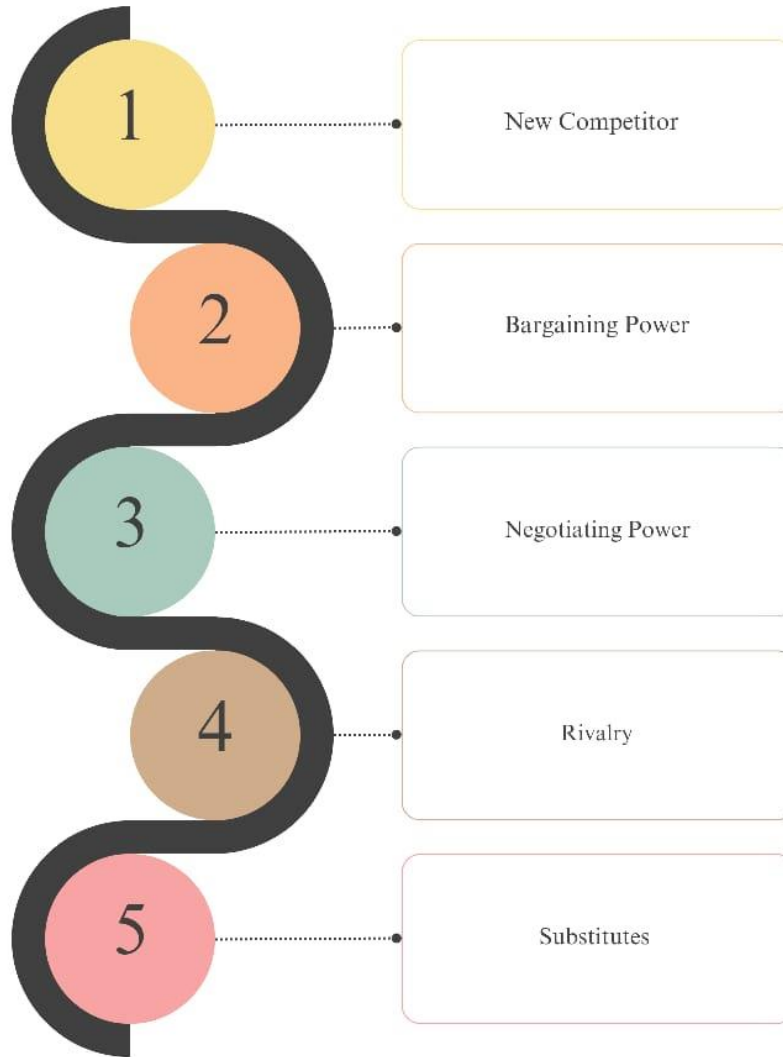 1
New Competitor
2
Bargaining Power
3
Negotiating Power
4
Rivalry
5
Substitutes